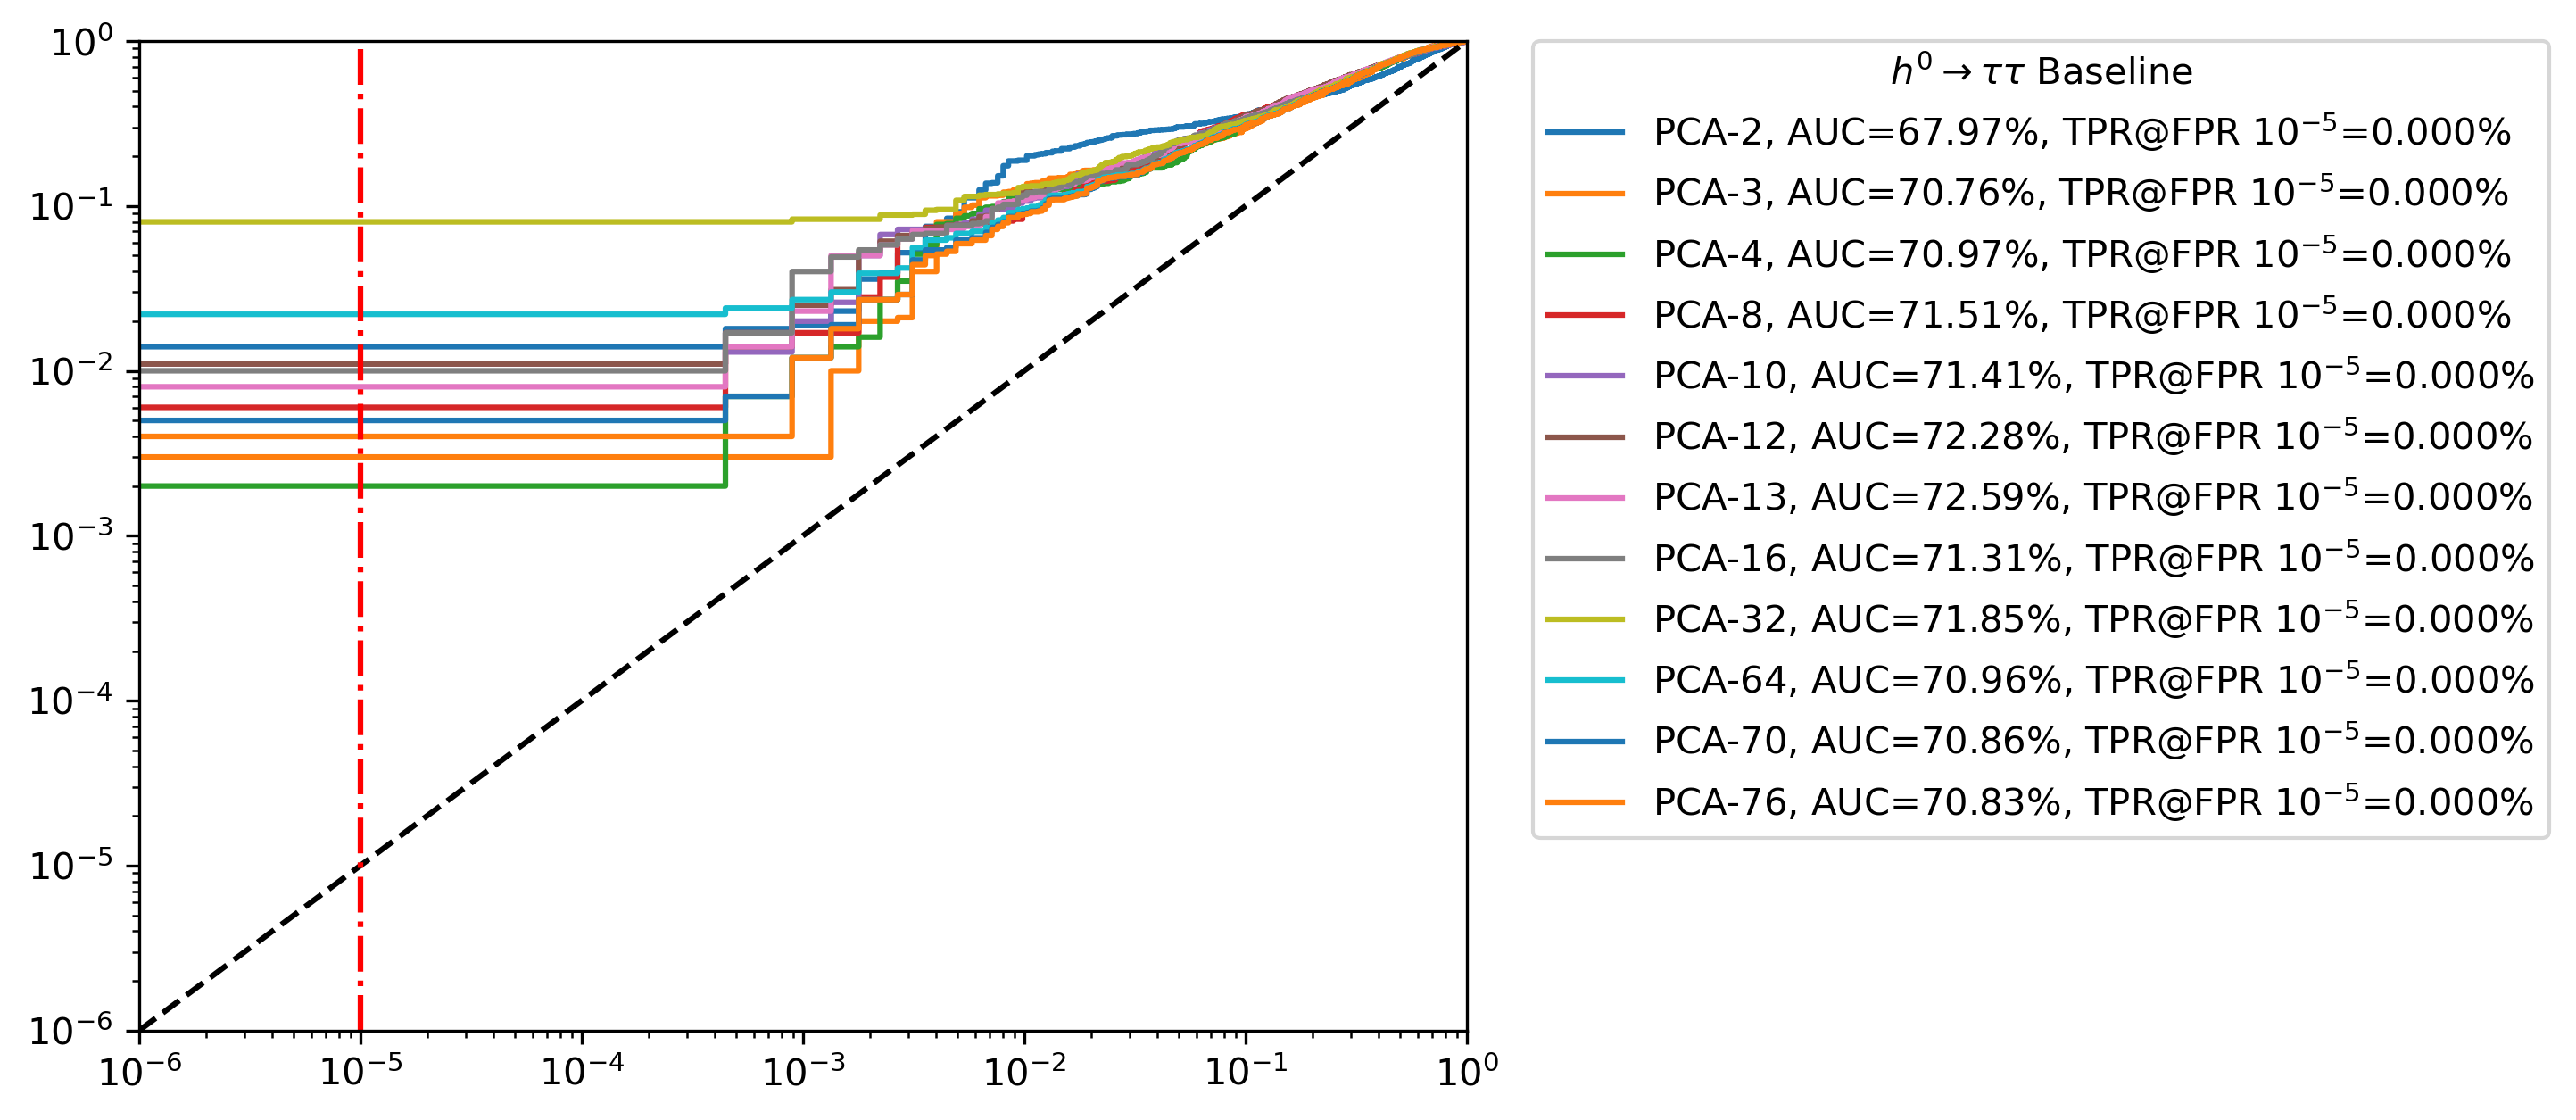 10⁰
10⁻¹
10⁻²
10⁻³
10⁻⁴
10⁻⁵
10⁻⁶
10⁻⁶ 10⁻⁵ 10⁻⁴ 10⁻³ 10⁻² 10⁻¹ 10⁰
h⁰ → ττ Baseline
PCA-2, AUC=67.97%, TPR@FPR 10⁻⁵=0.000%
PCA-3, AUC=70.76%, TPR@FPR 10⁻⁵=0.000%
PCA-4, AUC=70.97%, TPR@FPR 10⁻⁵=0.000%
PCA-8, AUC=71.51%, TPR@FPR 10⁻⁵=0.000%
PCA-10, AUC=71.41%, TPR@FPR 10⁻⁵=0.000%
PCA-12, AUC=72.28%, TPR@FPR 10⁻⁵=0.000%
PCA-13, AUC=72.59%, TPR@FPR 10⁻⁵=0.000%
PCA-16, AUC=71.31%, TPR@FPR 10⁻⁵=0.000%
PCA-32, AUC=71.85%, TPR@FPR 10⁻⁵=0.000%
PCA-64, AUC=70.96%, TPR@FPR 10⁻⁵=0.000%
PCA-70, AUC=70.86%, TPR@FPR 10⁻⁵=0.000%
PCA-76, AUC=70.83%, TPR@FPR 10⁻⁵=0.000%